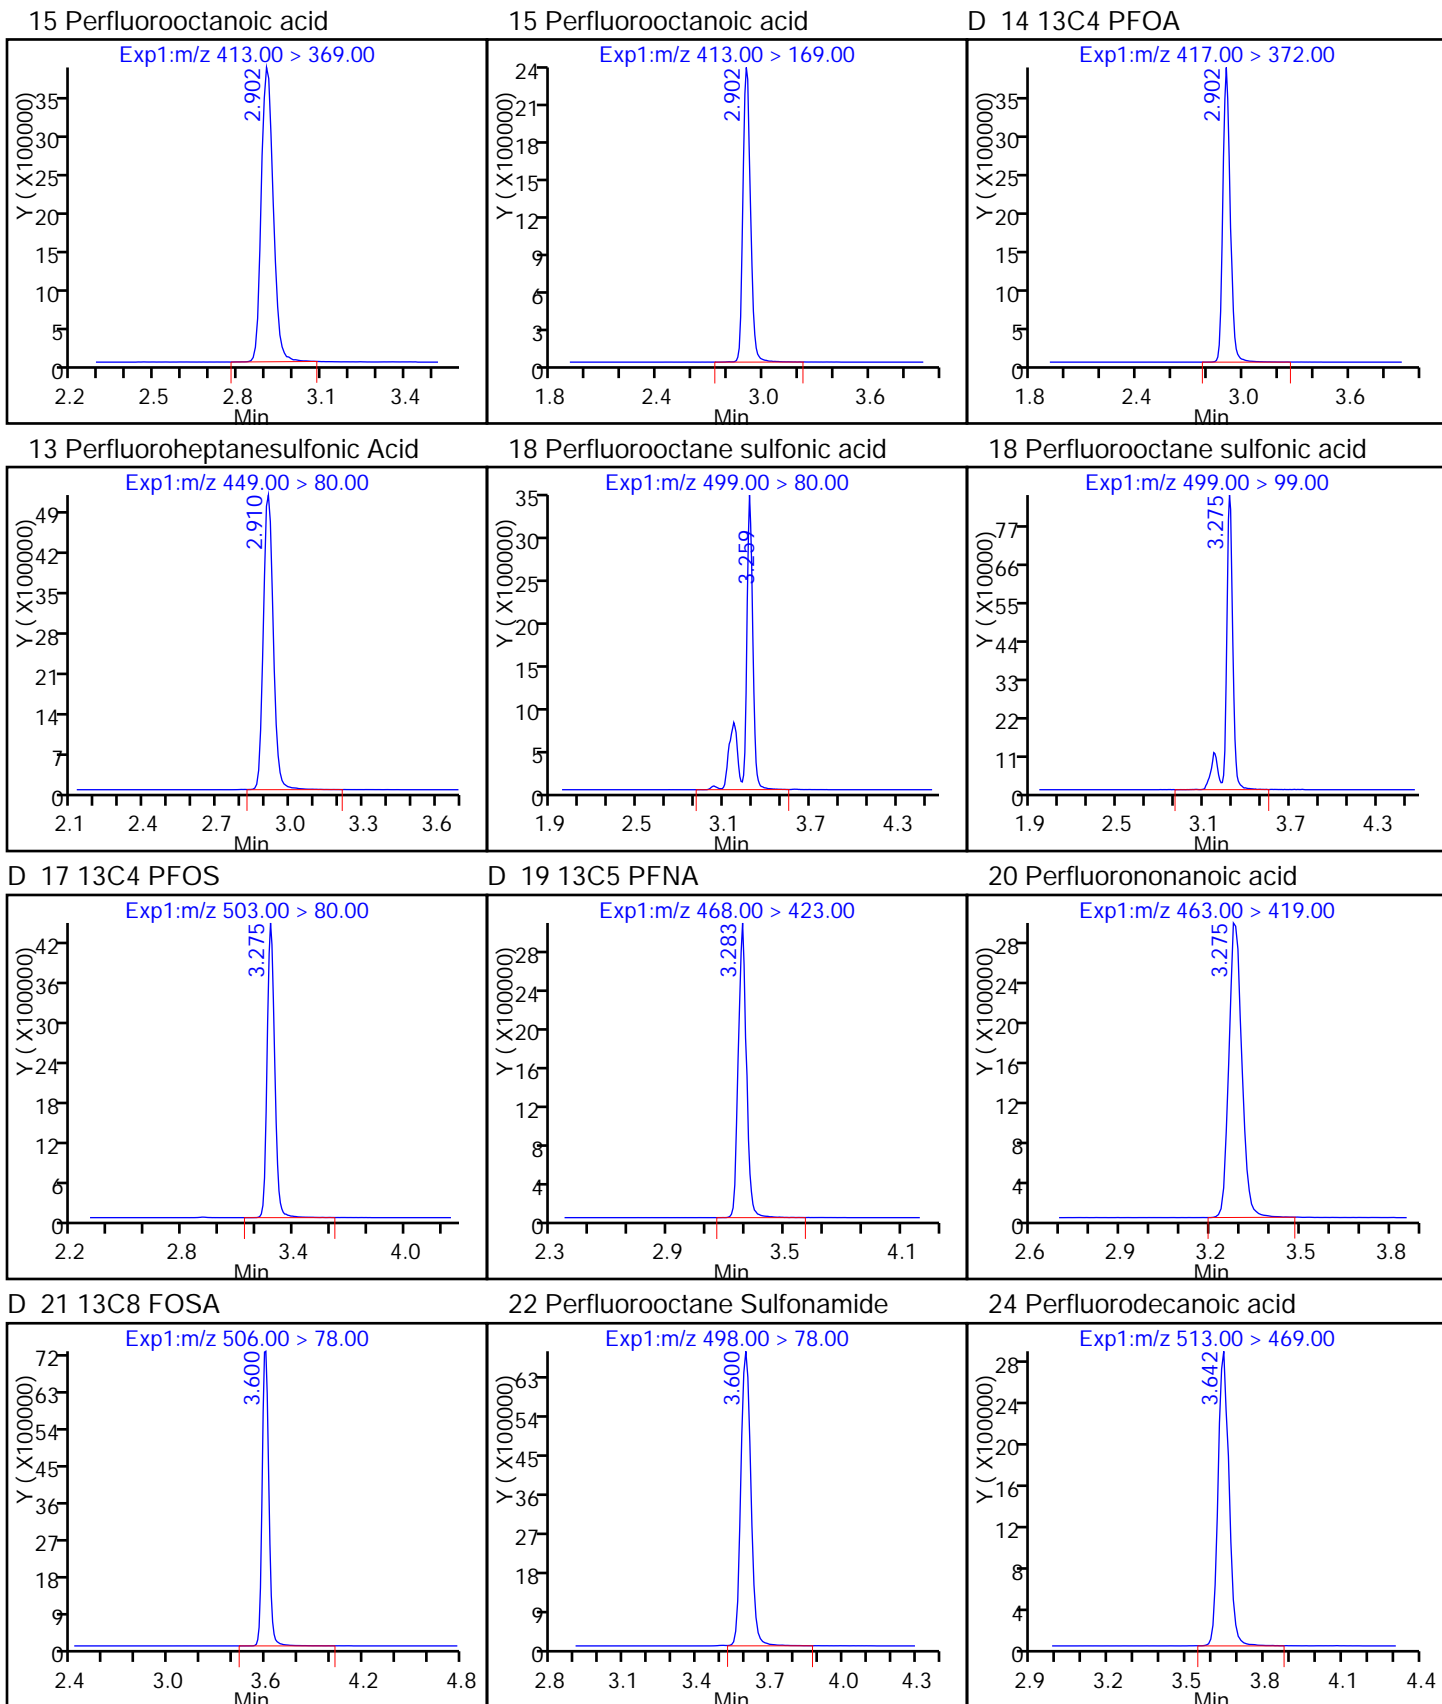 15 Perfluorooctanoic acid
Exp1:m/z 413.00 > 369.00
2.902
Y ( X100000)
35
30
25
20
15
10
5
0
2.2 2.5 2.8 3.1 3.4
Min
15 Perfluorooctanoic acid
Exp1:m/z 413.00 > 169.00
2.902
Y ( X100000)
24
21
18
15
12
9
6
3
0
1.8 2.4 3.0 3.6
Min
D 14 13C4 PFOA
Exp1:m/z 417.00 > 372.00
2.902
Y ( X100000)
35
30
25
20
15
10
5
0
1.8 2.4 3.0 3.6
Min
13 Perfluoroheptanesulfonic Acid
Exp1:m/z 449.00 > 80.00
2.910
Y ( X100000)
49
42
35
28
21
14
7
0
2.1 2.4 2.7 3.0 3.3 3.6
Min
18 Perfluorooctane sulfonic acid
Exp1:m/z 499.00 > 80.00
3.259
Y ( X100000)
35
30
25
20
15
10
5
0
1.9 2.5 3.1 3.7 4.3
Min
18 Perfluorooctane sulfonic acid
Exp1:m/z 499.00 > 99.00
3.275
Y ( X100000)
77
66
55
44
33
22
11
0
1.9 2.5 3.1 3.7 4.3
Min
D 17 13C4 PFOS
Exp1:m/z 503.00 > 80.00
3.275
Y ( X100000)
42
36
30
24
18
12
6
0
2.2 2.8 3.4 4.0
Min
D 19 13C5 PFNA
Exp1:m/z 468.00 > 423.00
3.283
Y ( X100000)
28
24
20
16
12
8
4
0
2.3 2.9 3.5 4.1
Min
20 Perfluorononanoic acid
Exp1:m/z 463.00 > 419.00
3.275
Y ( X100000)
28
24
20
16
12
8
4
0
2.6 2.9 3.2 3.5 3.8
Min
D 21 13C8 FOSA
Exp1:m/z 506.00 > 78.00
3.600
Y ( X100000)
72
63
54
45
36
27
18
9
0
2.4 3.0 3.6 4.2 4.8
Min
22 Perfluorooctane Sulfonamide
Exp1:m/z 498.00 > 78.00
3.600
Y ( X100000)
63
54
45
36
27
18
9
0
2.8 3.1 3.4 3.7 4.0 4.3
Min
24 Perfluorodecanoic acid
Exp1:m/z 513.00 > 469.00
3.642
Y ( X100000)
28
24
20
16
12
8
4
0
2.9 3.2 3.5 3.8 4.1 4.4
Min